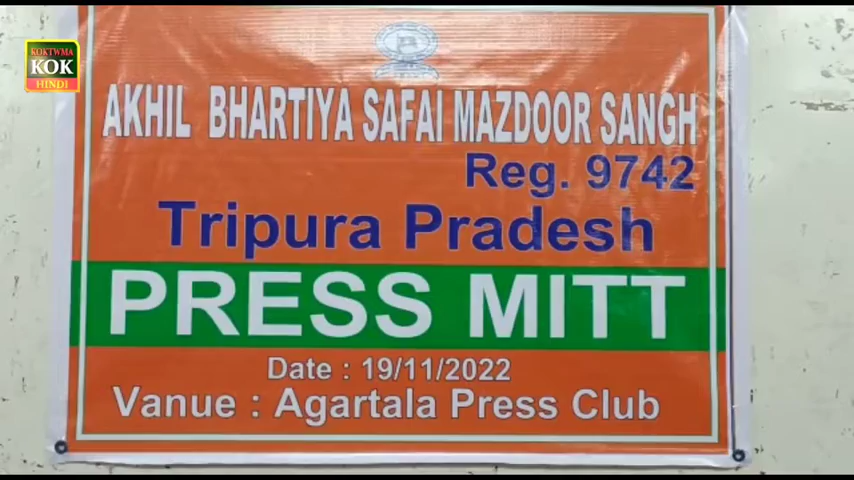 KOKTWMA
KOK
HINDI
AKHIL BHARTIYA SAFAI MAZDOOR SANGH
Reg. 9742
Tripura Pradesh
PRESS MITT
Date : 19/11/2022
Vanue : Agartala Press Club